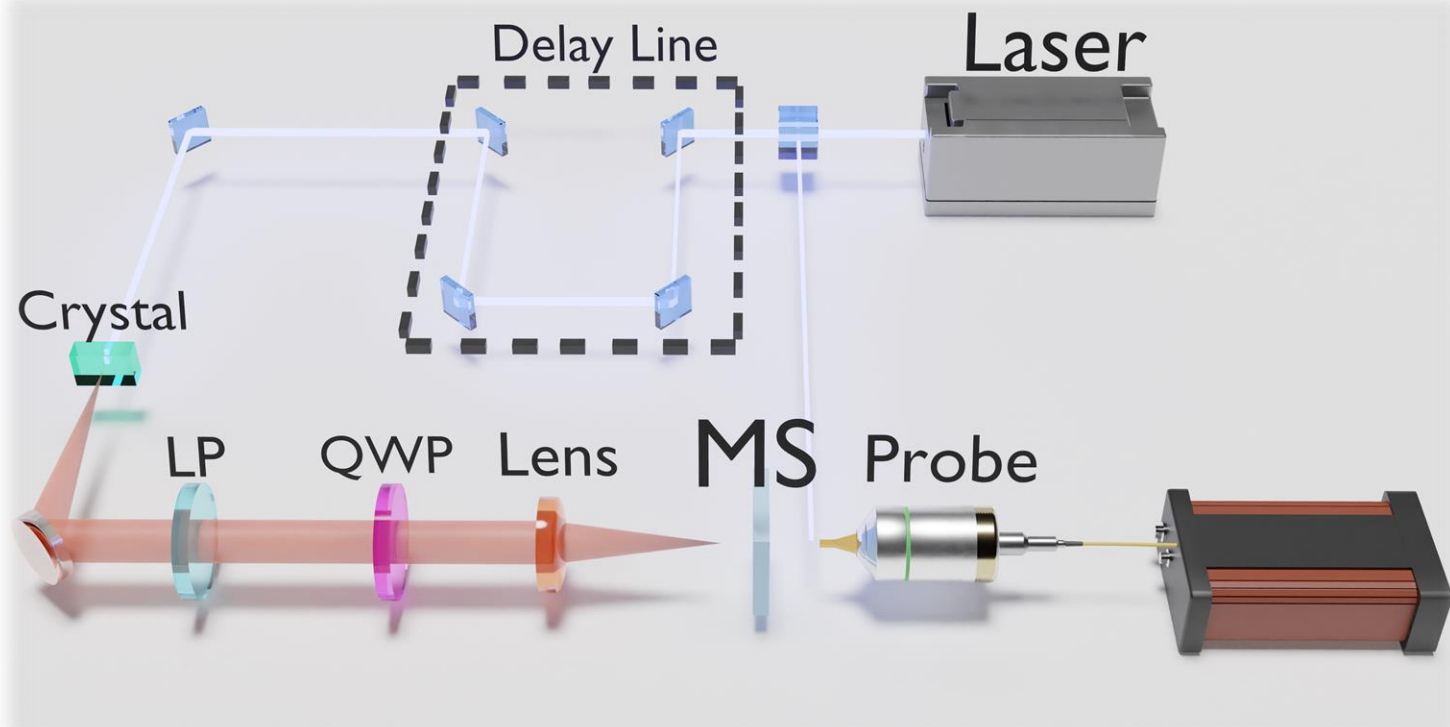 Delay Line
Laser
Crystal
LP
QWP
Lens
MS
Probe